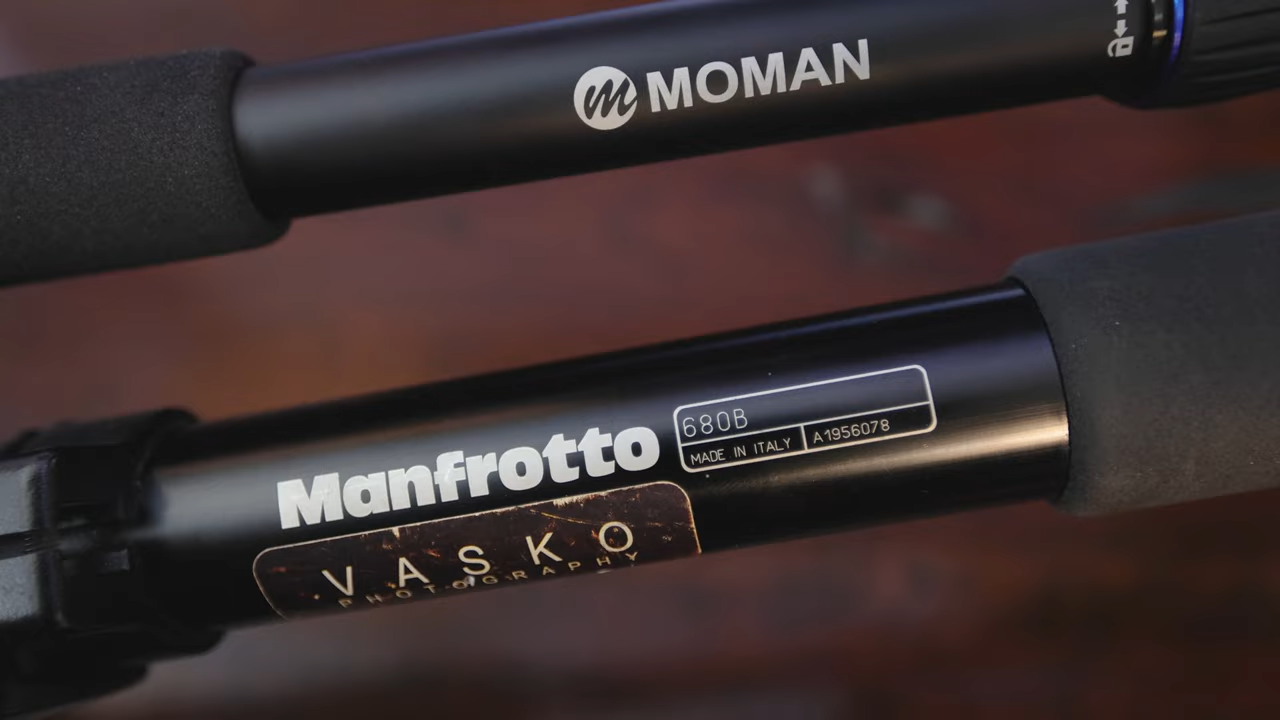 MOMAN
Manfrotto
680B
MADE IN ITALY
A1956078
VASKO
PHOTOGRAPHY